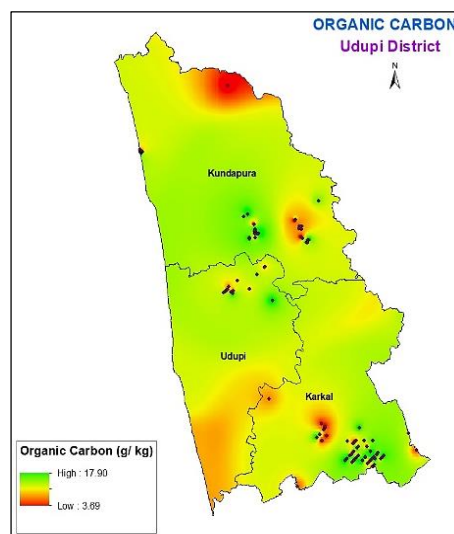 ORGANIC CARBON
Udupi District
N
Kundapura
Udupi
Karkal
Organic Carbon (g/ kg)
High : 17.90
Low : 3.69